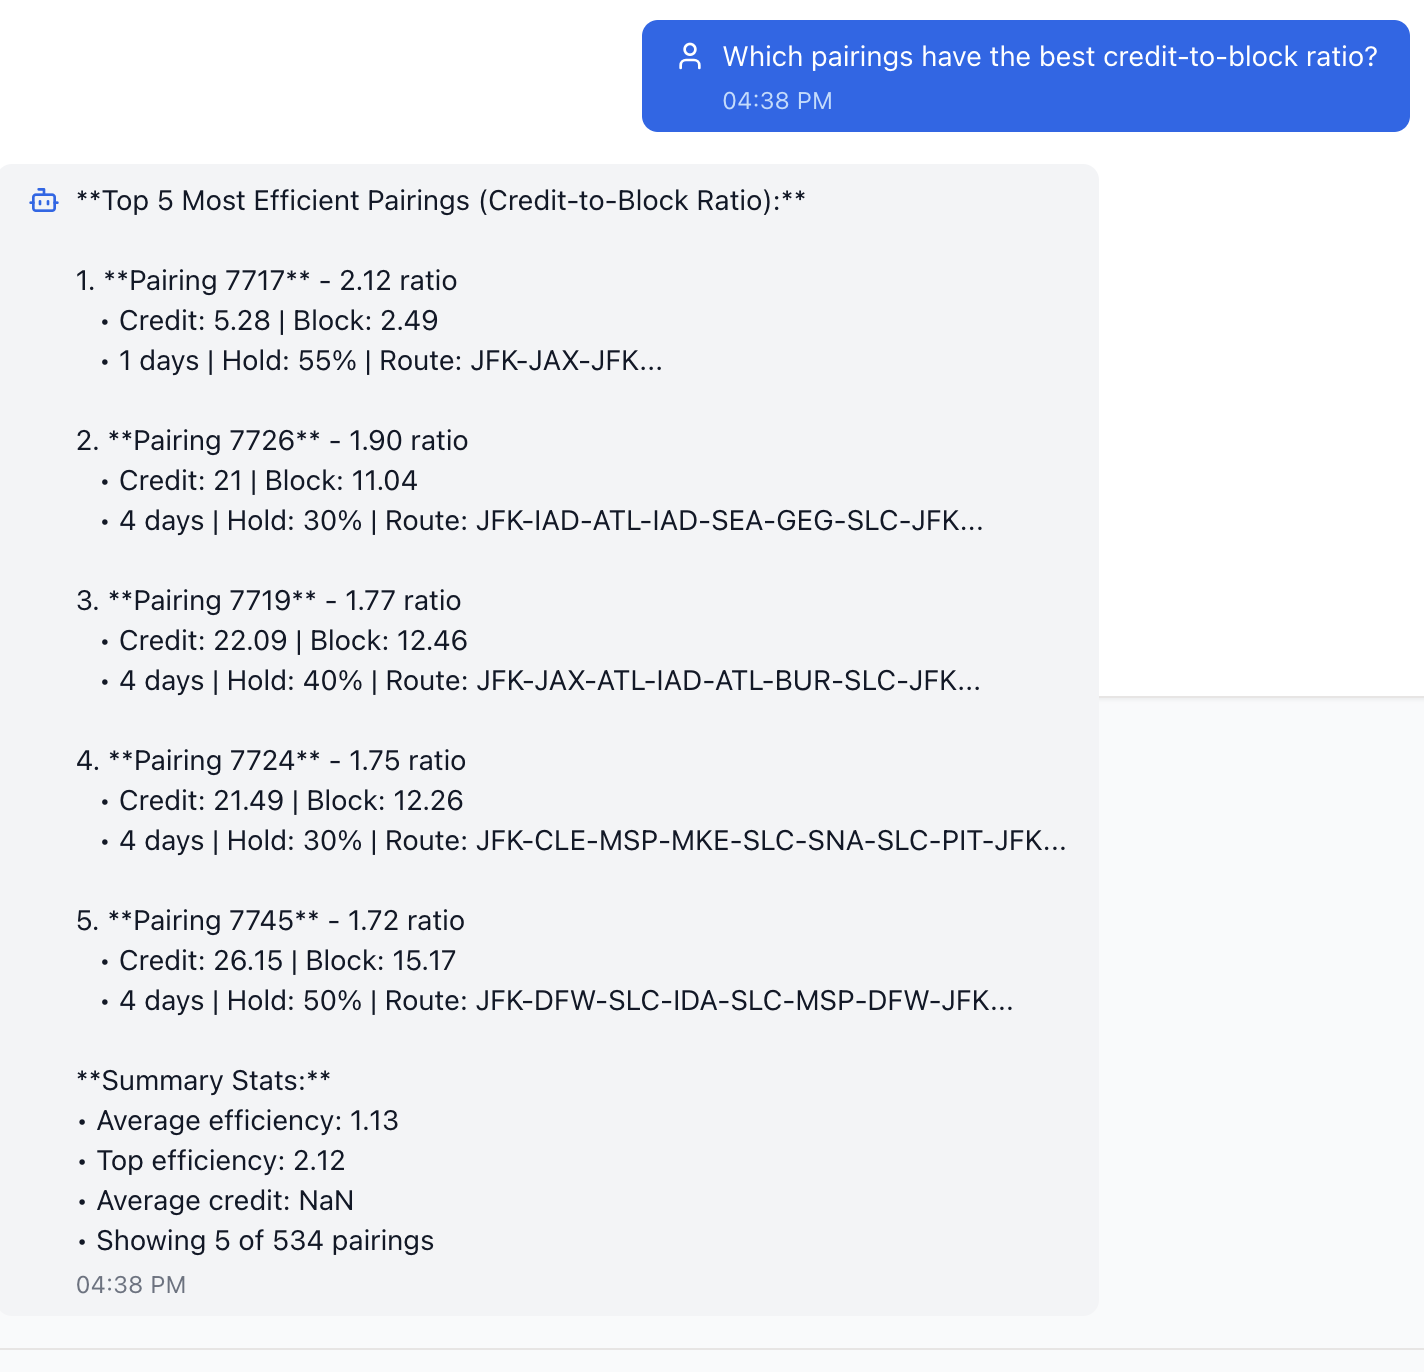 Which pairings have the best credit-to-block ratio?
04:38 PM
**Top 5 Most Efficient Pairings (Credit-to-Block Ratio):**
1. **Pairing 7717** - 2.12 ratio
• Credit: 5.28 | Block: 2.49
• 1 days | Hold: 55% | Route: JFK-JAX-JFK...
2. **Pairing 7726** - 1.90 ratio
• Credit: 21 | Block: 11.04
• 4 days | Hold: 30% | Route: JFK-IAD-ATL-IAD-SEA-GEG-SLC-JFK...
3. **Pairing 7719** - 1.77 ratio
• Credit: 22.09 | Block: 12.46
• 4 days | Hold: 40% | Route: JFK-JAX-ATL-IAD-ATL-BUR-SLC-JFK...
4. **Pairing 7724** - 1.75 ratio
• Credit: 21.49 | Block: 12.26
• 4 days | Hold: 30% | Route: JFK-CLE-MSP-MKE-SLC-SNA-SLC-PIT-JFK...
5. **Pairing 7745** - 1.72 ratio
• Credit: 26.15 | Block: 15.17
• 4 days | Hold: 50% | Route: JFK-DFW-SLC-IDA-SLC-MSP-DFW-JFK...
**Summary Stats:**
• Average efficiency: 1.13
• Top efficiency: 2.12
• Average credit: NaN
• Showing 5 of 534 pairings
04:38 PM